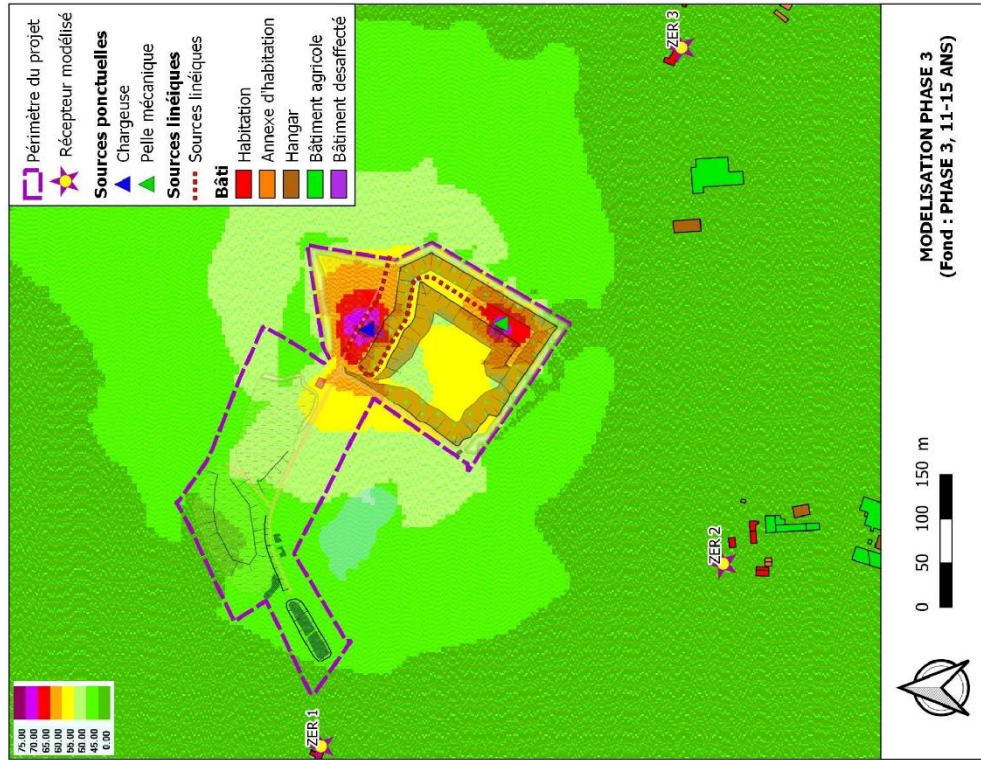 Périmètre du projet
Récepteur modélisé
Sources ponctuelles
Chargeuse
Pelle mécanique
Sources linéiques
Sources linéiques
Bâti
Habitation
Annexe d'habitation
Hangar
Bâtiment agricole
Bâtiment desaffecté
75.00
70.00
65.00
60.00
55.00
50.00
45.00
0.00
ZER 1
ZER 2
ZER 3
0 50 100 150 m
MODELISATION PHASE 3
(Fond : PHASE 3, 11-15 ANS)